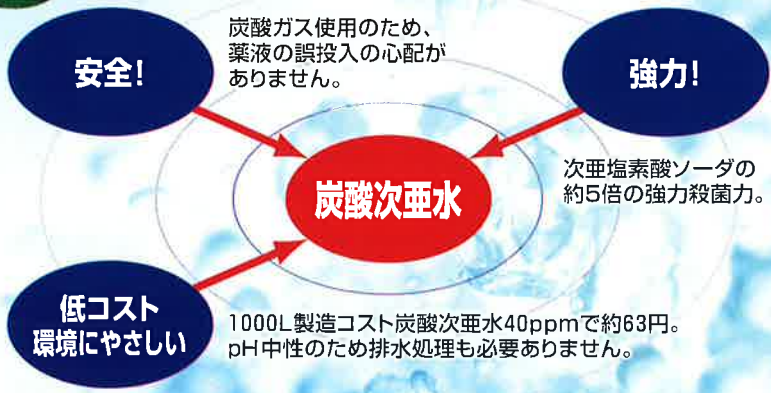 安全!
炭酸ガス使用のため、
薬液の誤投入の心配が
ありません。
強力!
次亜塩素酸ソーダの
約5倍の強力殺菌力。
炭酸次亜水
低コスト
環境にやさしい
1000L製造コスト炭酸次亜水40ppmで約63円。
pH中性のため排水処理も必要ありません。